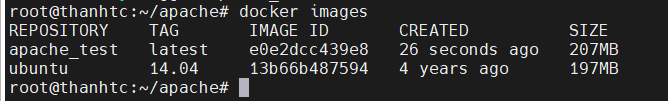 root@thanhtc:~/apache# docker images
REPOSITORY TAG IMAGE ID CREATED SIZE
apache_test latest e0e2dcc439e8 26 seconds ago 207MB
ubuntu 14.04 13b66b487594 4 years ago 197MB
root@thanhtc:~/apache#